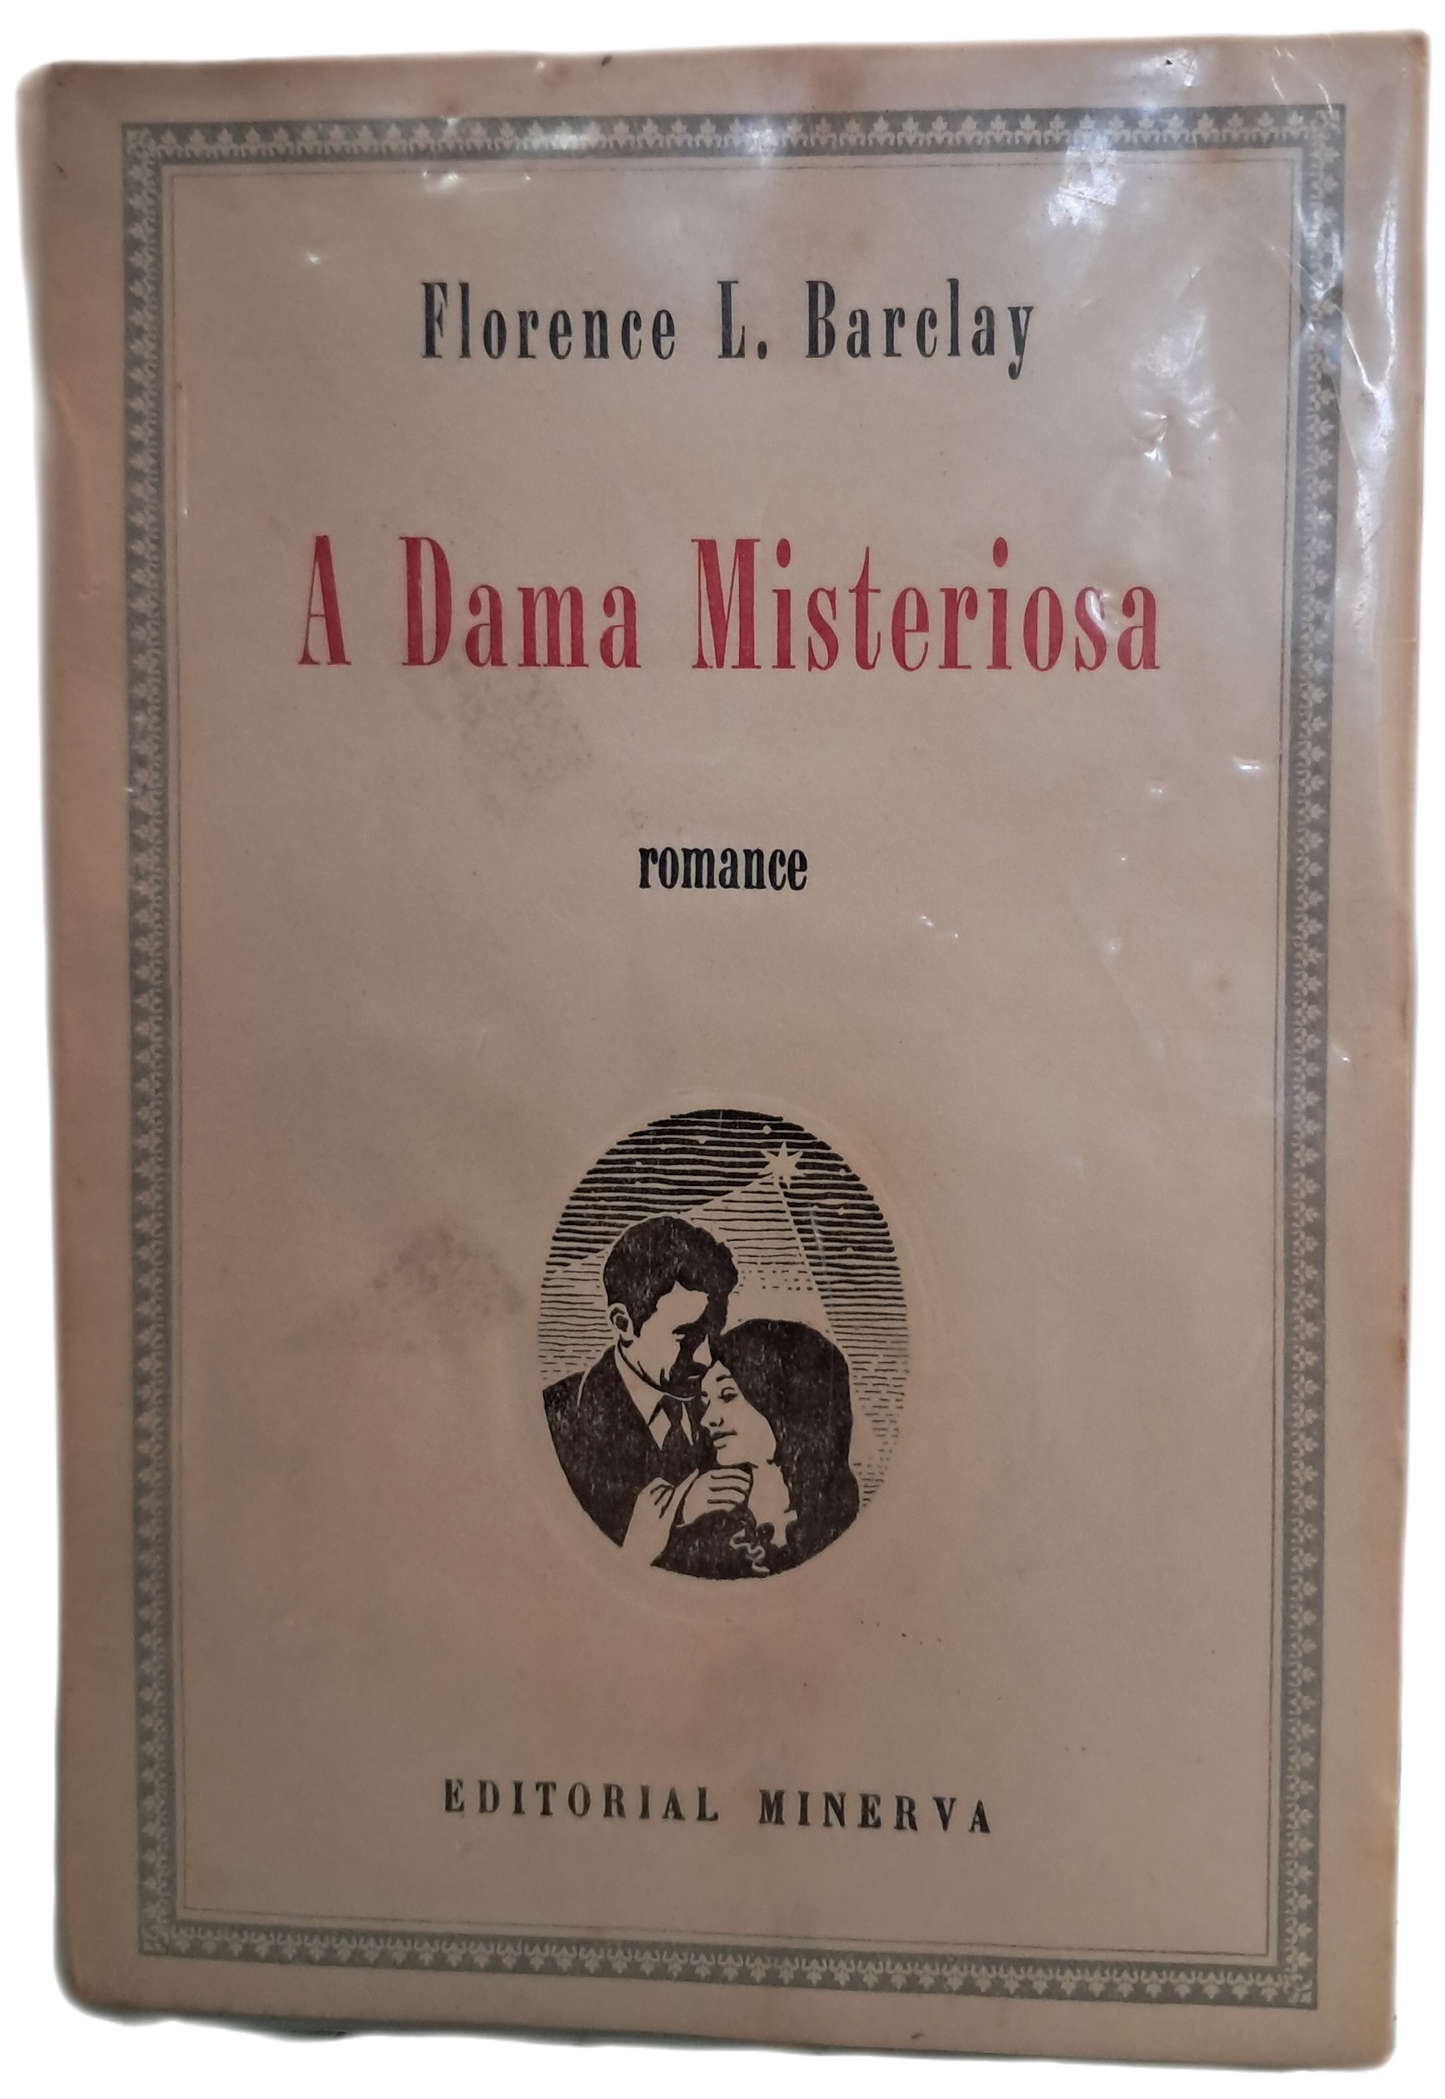 Florence L. Barclay
A Dama Misteriosa
romance
EDITORIAL MINERVA